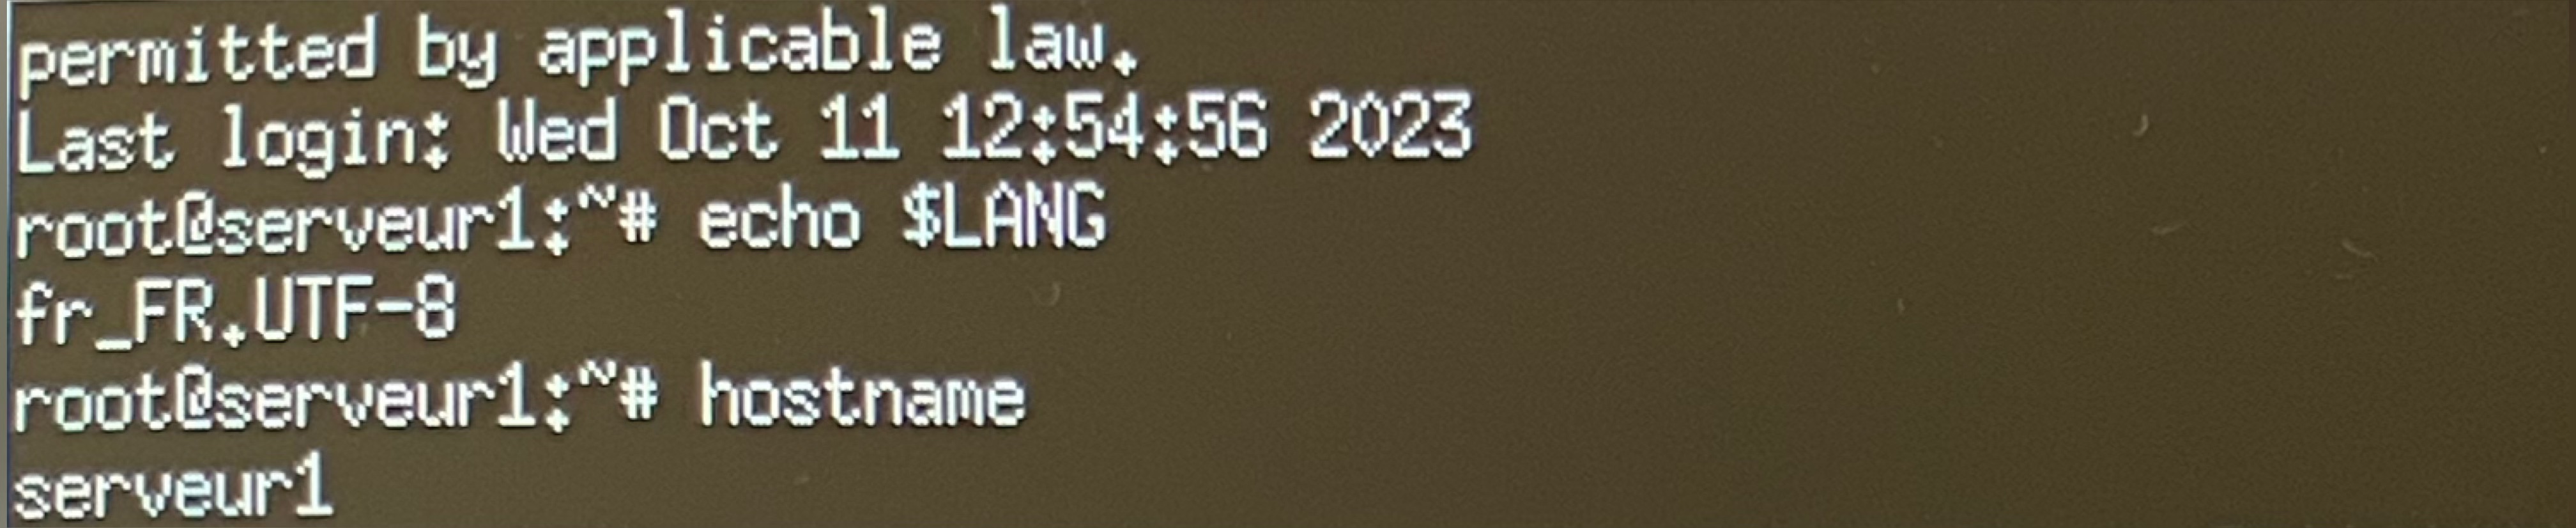 permitted by applicable law.
Last login: Wed Oct 11 12:54:56 2023
root@serveur1:~# echo $LANG
fr_FR.UTF-8
root@serveur1:~# hostname
serveur1